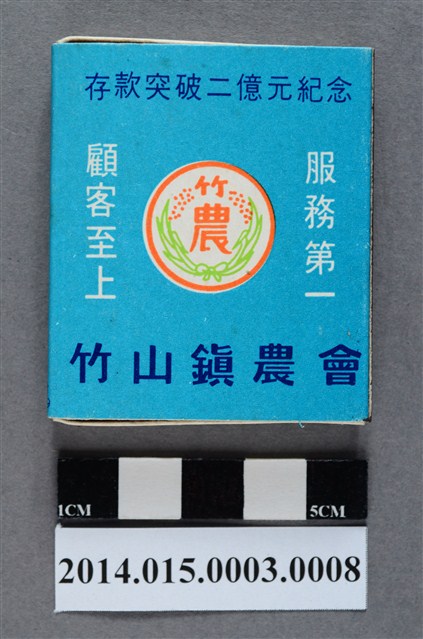 存款突破二億元紀念
服務第一
顧客至上
竹
農
竹山鎮農會
1CM
5CM
2014.015.0003.0008